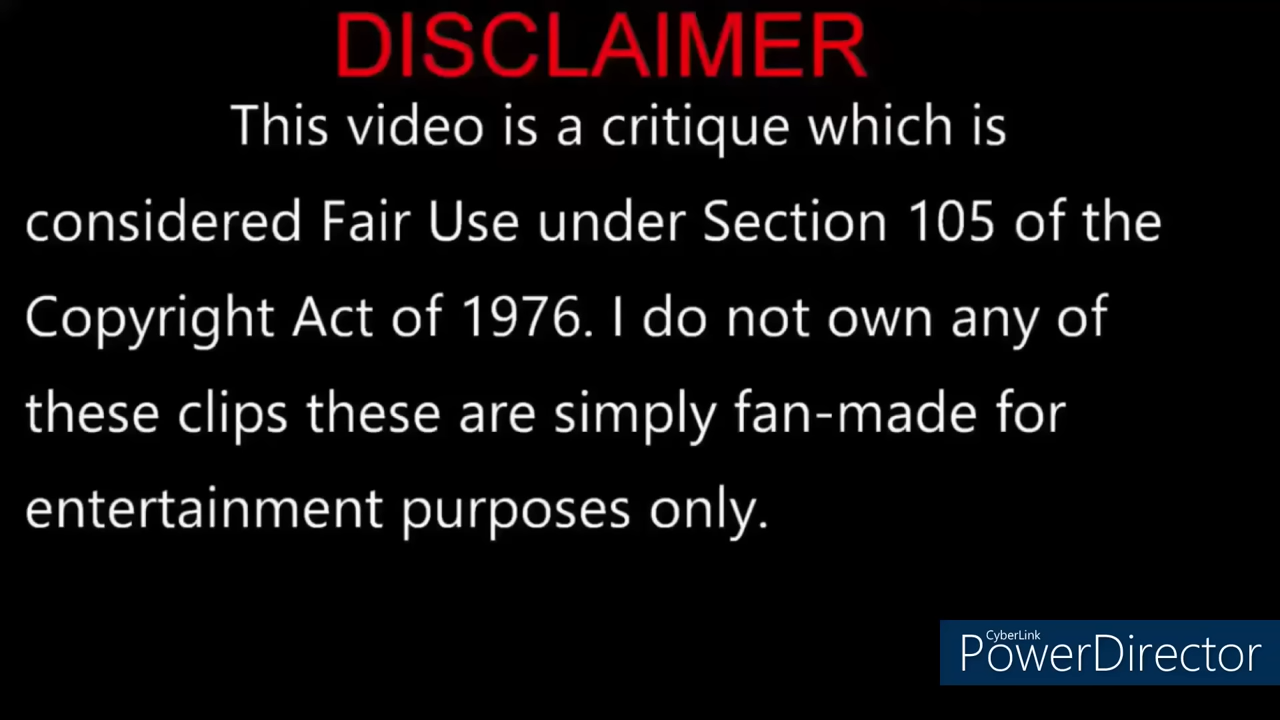 DISCLAIMER
This video is a critique which is
considered Fair Use under Section 105 of the
Copyright Act of 1976. I do not own any of
these clips these are simply fan-made for
entertainment purposes only.
CyberLink
PowerDirector